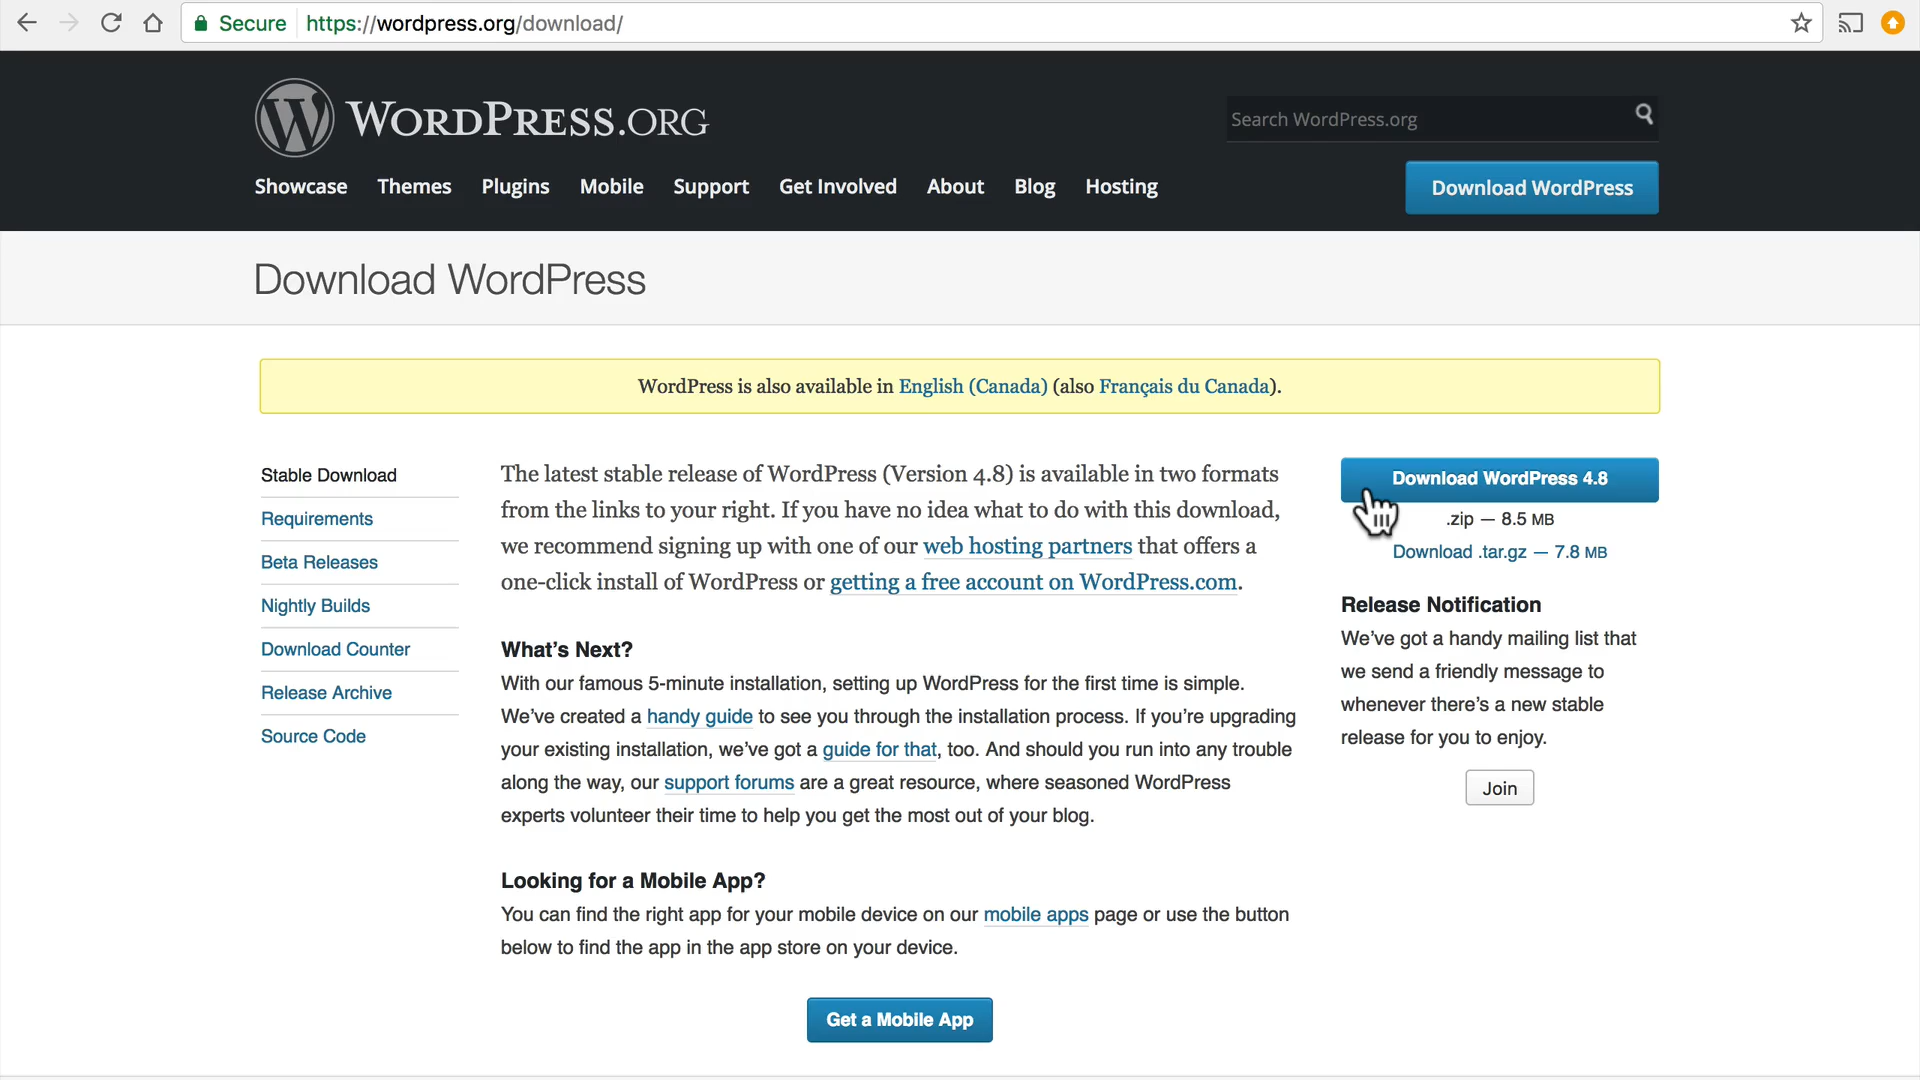 Secure https://wordpress.org/download/
WORDPRESS.ORG
Search WordPress.org
Showcase Themes Plugins Mobile Support Get Involved About Blog Hosting
Download WordPress
Download WordPress
WordPress is also available in English (Canada) (also Français du Canada).
Stable Download
Requirements
Beta Releases
Nightly Builds
Download Counter
Release Archive
Source Code
The latest stable release of WordPress (Version 4.8) is available in two formats
from the links to your right. If you have no idea what to do with this download,
we recommend signing up with one of our web hosting partners that offers a
one-click install of WordPress or getting a free account on WordPress.com.
What’s Next?
With our famous 5-minute installation, setting up WordPress for the first time is simple.
We’ve created a handy guide to see you through the installation process. If you’re upgrading
your existing installation, we’ve got a guide for that, too. And should you run into any trouble
along the way, our support forums are a great resource, where seasoned WordPress
experts volunteer their time to help you get the most out of your blog.
Looking for a Mobile App?
You can find the right app for your mobile device on our mobile apps page or use the button
below to find the app in the app store on your device.
Get a Mobile App
Download WordPress 4.8
.zip — 8.5 MB
Download .tar.gz — 7.8 MB
Release Notification
We’ve got a handy mailing list that
we send a friendly message to
whenever there’s a new stable
release for you to enjoy.
Join